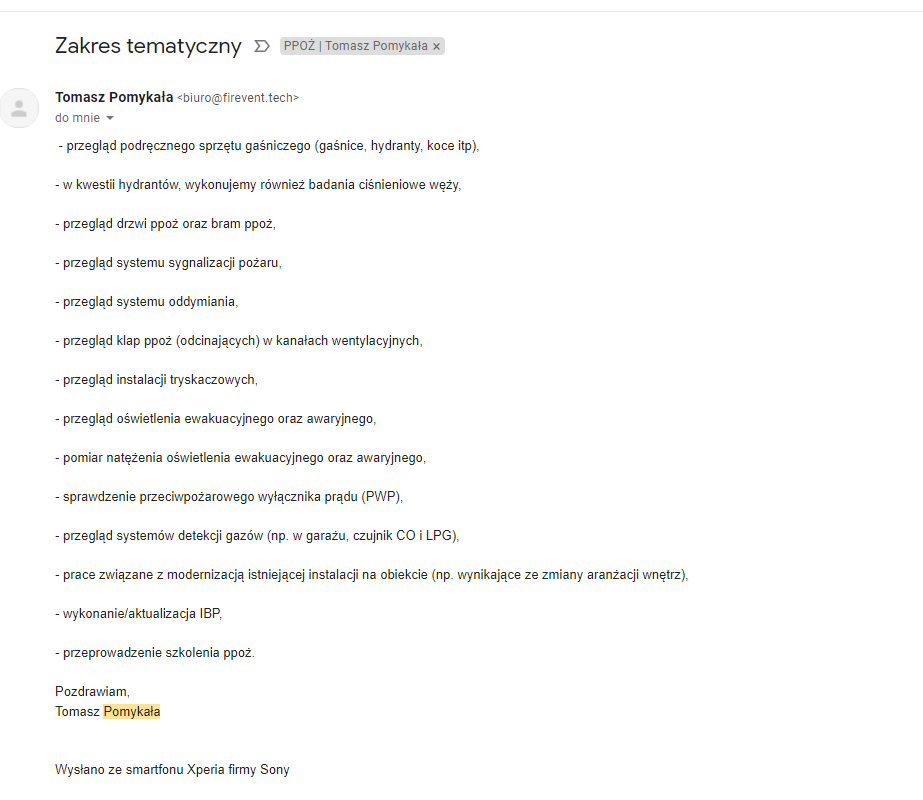 Zakres tematyczny PPOŻ | Tomasz Pomykała ×
Tomasz Pomykała <biuro@firevent.tech>
do mnie
- przegląd podręcznego sprzętu gaśniczego (gaśnice, hydranty, koce itp),
- w kwestii hydrantów, wykonujemy również badania ciśnieniowe węży,
- przegląd drzwi ppoż oraz bram ppoż,
- przegląd systemu sygnalizacji pożaru,
- przegląd systemu oddymiania,
- przegląd klap ppoż (odcinających) w kanałach wentylacyjnych,
- przegląd instalacji tryskaczowych,
- przegląd oświetlenia ewakuacyjnego oraz awaryjnego,
- pomiar natężenia oświetlenia ewakuacyjnego oraz awaryjnego,
- sprawdzenie przeciwpożarowego wyłącznika prądu (PWP),
- przegląd systemów detekcji gazów (np. w garażu, czujnik CO i LPG),
- prace związane z modernizacją istniejącej instalacji na obiekcie (np. wynikające ze zmiany aranżacji wnętrz),
- wykonanie/aktualizacja IBP,
- przeprowadzenie szkolenia ppoż.
Pozdrawiam,
Tomasz Pomykała
Wysłano ze smartfonu Xperia firmy Sony